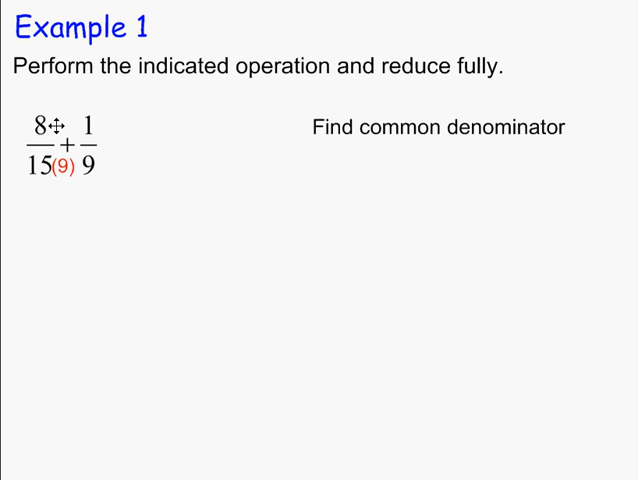 Example 1
Perform the indicated operation and reduce fully.
8 1
+
15(9) 9
Find common denominator